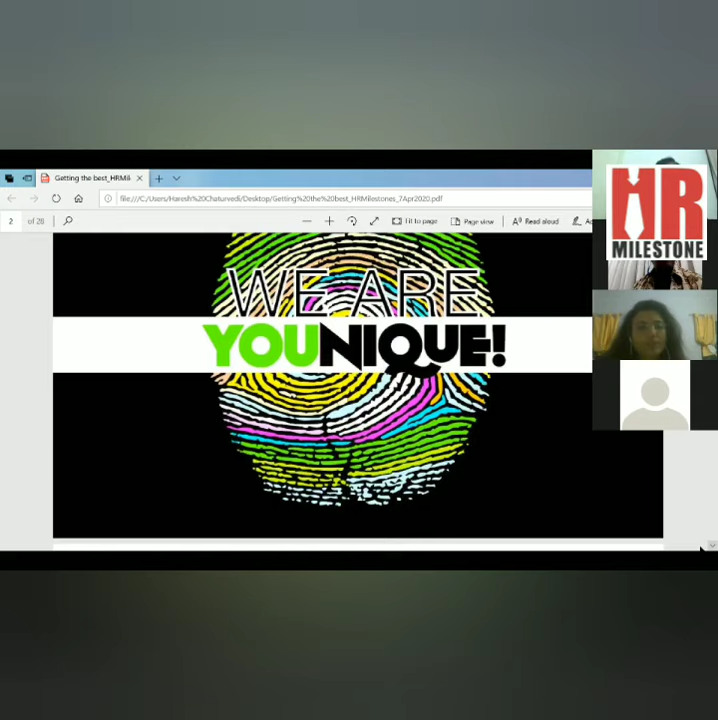 Getting the best_HRMil
file:///C:/Users/Haresh%20Chaturvedi/Desktop/Getting%20the%20best_HRMilestones_7Apr2020.pdf
2 of 28
Fit to page
Page view
Read aloud
HR
MILESTONE
WE ARE
YOUNIQUE!